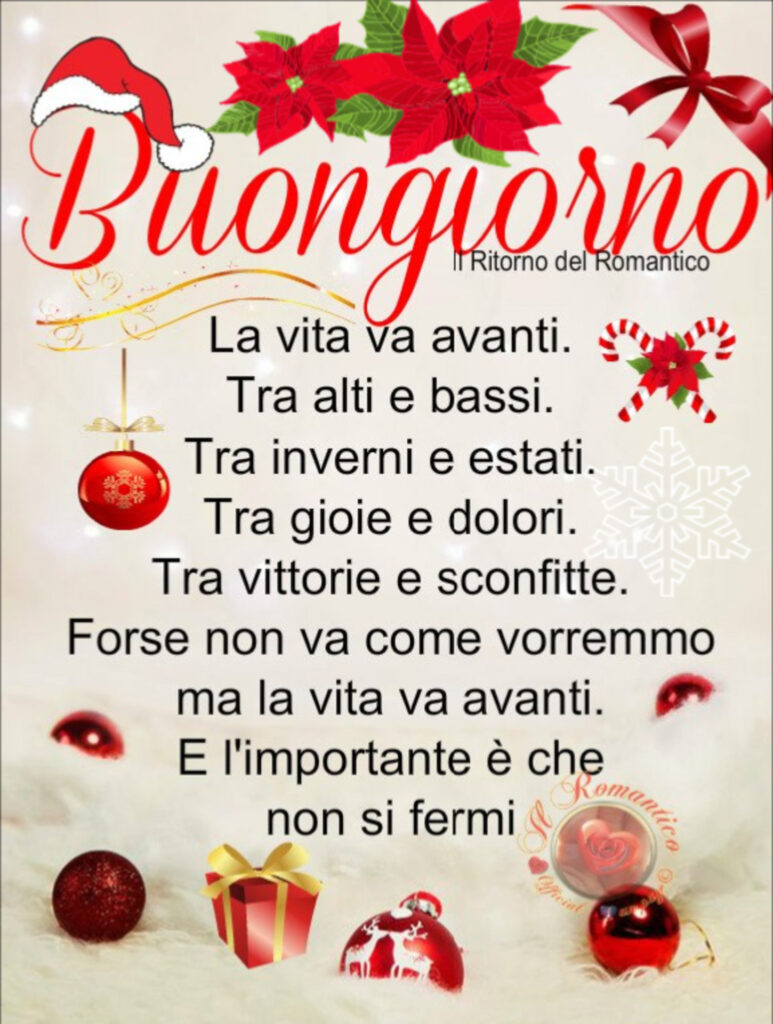 Buongiorno
Il Ritorno del Romantico
La vita va avanti.
Tra alti e bassi.
Tra inverni e estati.
Tra gioie e dolori.
Tra vittorie e sconfitte.
Forse non va come vorremmo
ma la vita va avanti.
E l'importante è che
non si fermi
Il Romantico
Official